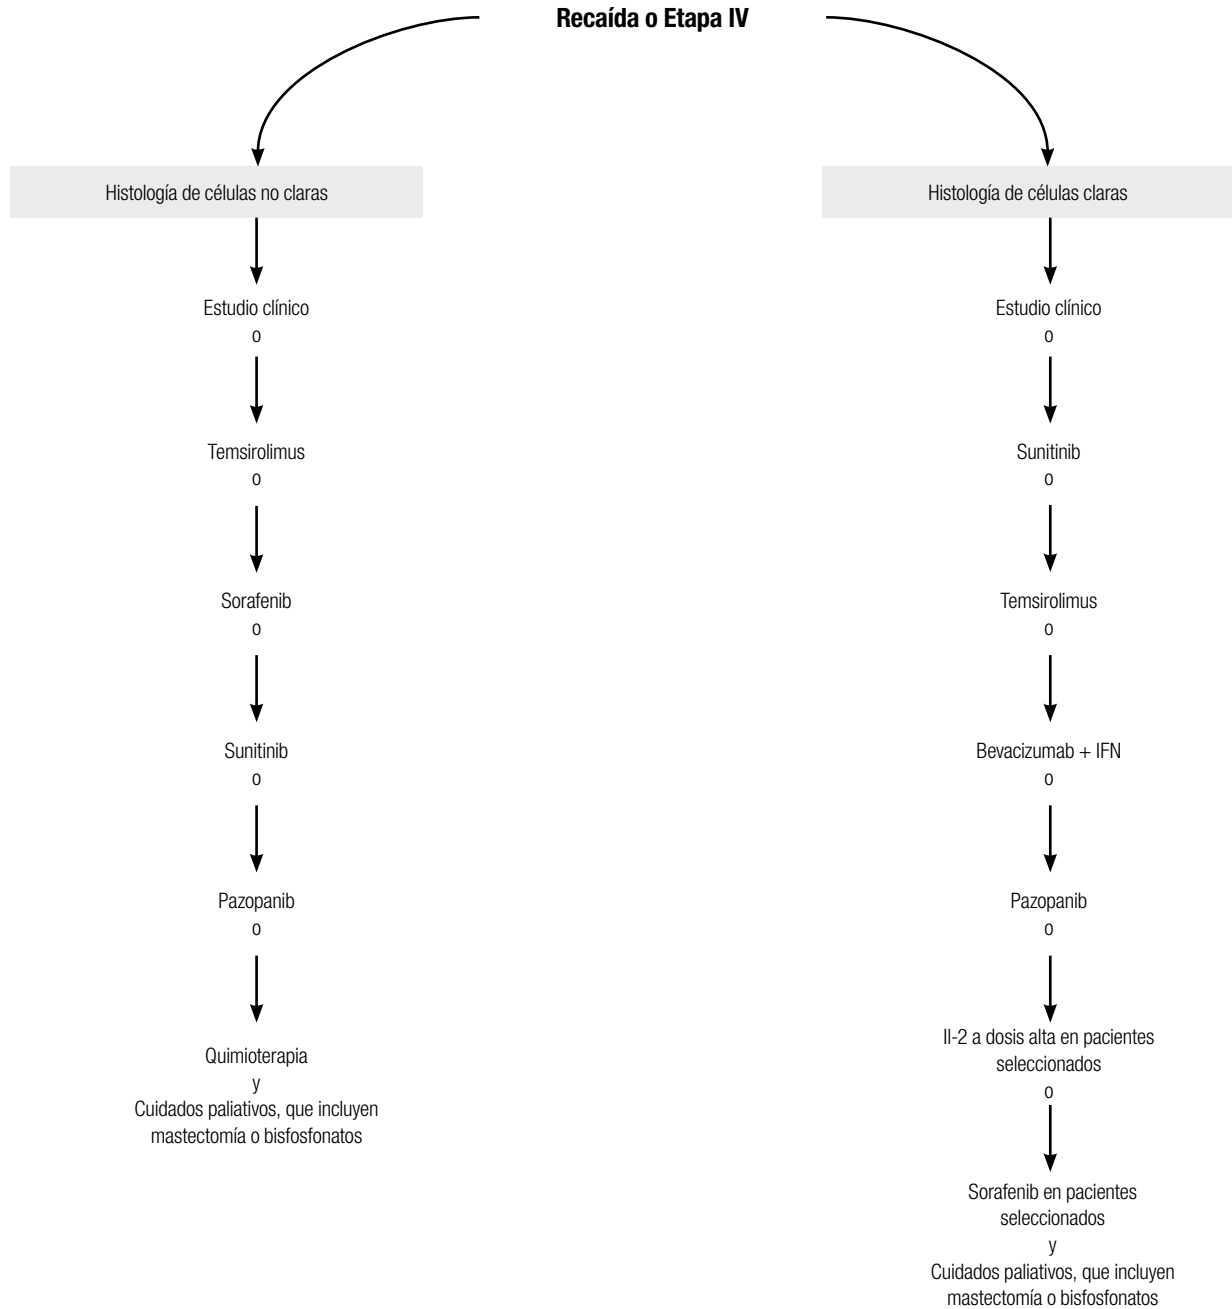 Recaída o Etapa IV
Histología de células no claras
Estudio clínico
o
Temsirolimus
o
Sorafenib
o
Sunitinib
o
Pazopanib
o
Quimioterapia
y
Cuidados paliativos, que incluyen
mastectomía o bisfosfonatos
Histología de células claras
Estudio clínico
o
Sunitinib
o
Temsirolimus
o
Bevacizumab + IFN
o
Pazopanib
o
Il-2 a dosis alta en pacientes
seleccionados
o
Sorafenib en pacientes
seleccionados
y
Cuidados paliativos, que incluyen
mastectomía o bisfosfonatos